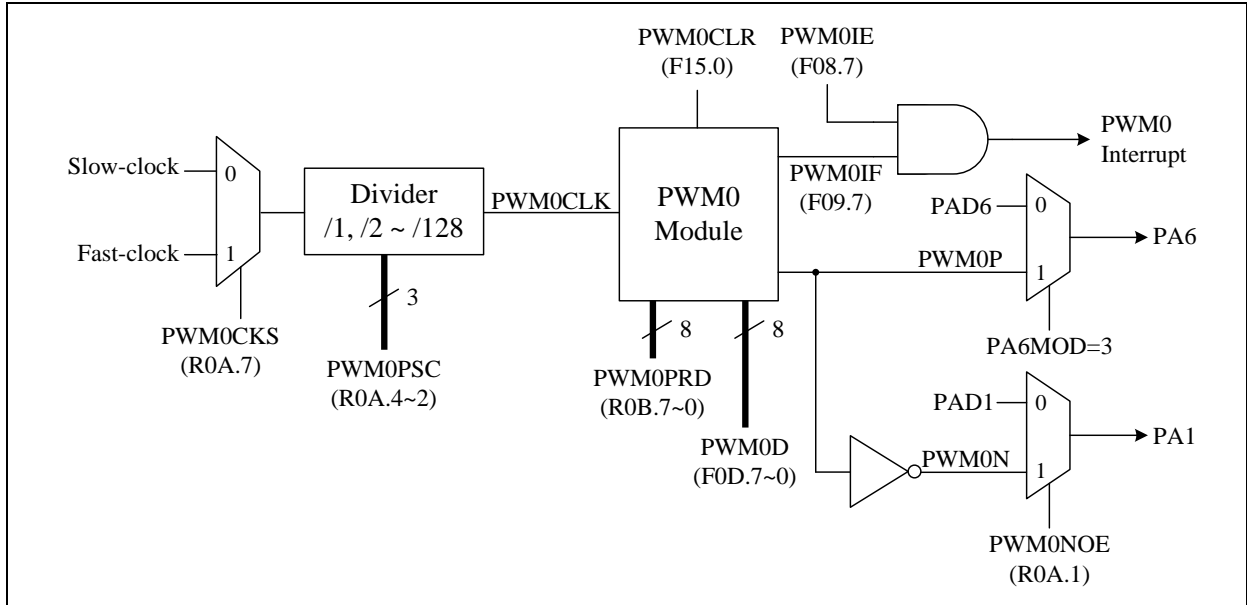 PWM0CLR
(F15.0)
PWM0IE
(F08.7)
Slow-clock
0
Fast-clock
1
PWM0CKS
(R0A.7)
Divider
/1, /2 ~ /128
3
PWM0PSC
(R0A.4~2)
PWM0CLK
PWM0
Module
8
PWM0PRD
(R0B.7~0)
8
PWM0D
(F0D.7~0)
PWM0IF
(F09.7)
PWM0
Interrupt
PAD6
0
PWM0P
1
PA6
PA6MOD=3
PAD1
0
PWM0N
1
PA1
PWM0NOE
(R0A.1)